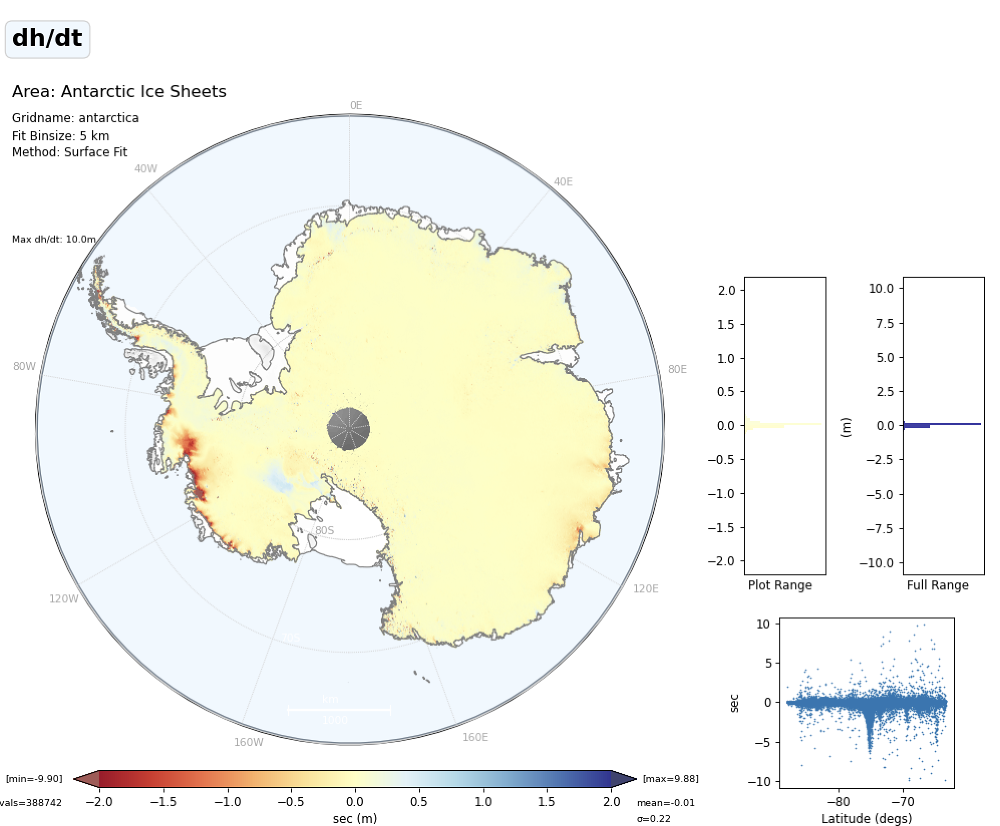 dh/dt
Area: Antarctic Ice Sheets
Gridname: antarctica
Fit Binsize: 5 km
Method: Surface Fit
Max dh/dt: 10.0m
0E
40W
40E
80W
80E
120W
120E
160W
160E
80S
70S
km
1000
2.0
1.5
1.0
0.5
0.0
−0.5
−1.0
−1.5
−2.0
Plot Range
(m)
10.0
7.5
5.0
2.5
0.0
−2.5
−5.0
−7.5
−10.0
Full Range
sec
10
5
0
−5
−10
−80 −70
Latitude (degs)
[min=-9.90]
[max=9.88]
vals=388742
−2.0 −1.5 −1.0 −0.5 0.0 0.5 1.0 1.5 2.0
mean=-0.01
sec (m)
σ=0.22